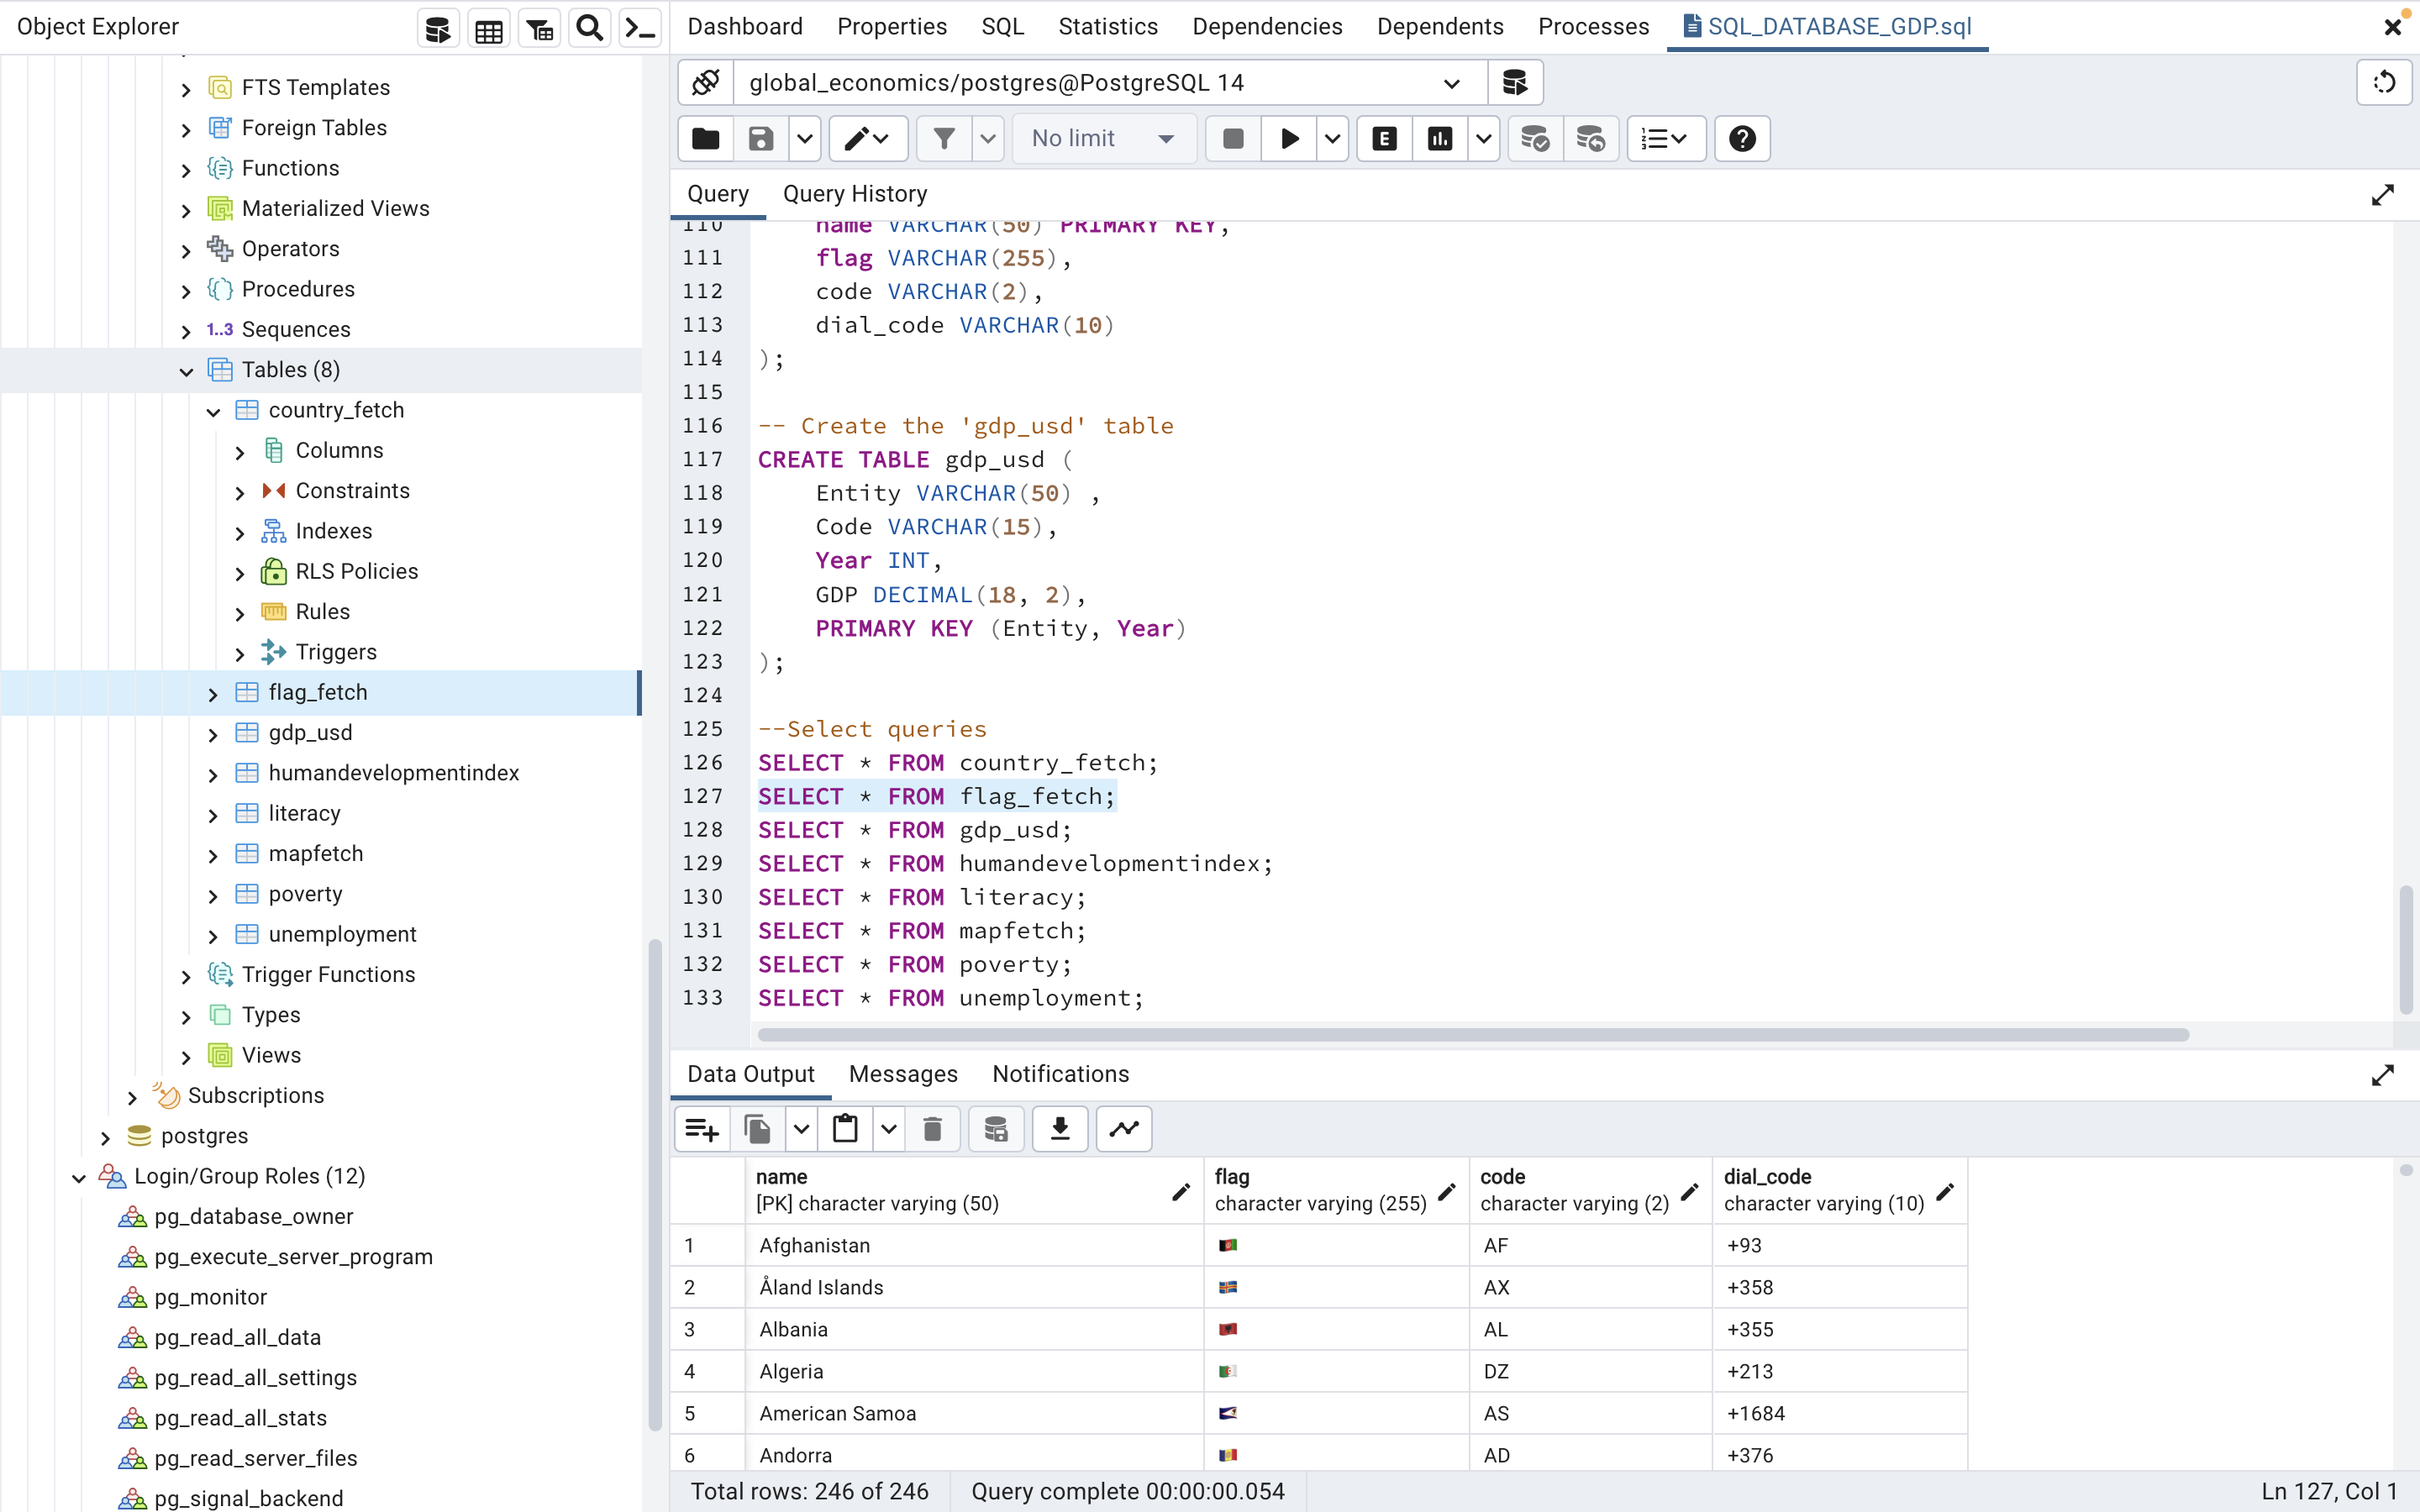 Object Explorer
FTS Templates
Foreign Tables
Functions
Materialized Views
Operators
Procedures
1..3 Sequences
Tables (8)
country_fetch
Columns
Constraints
Indexes
RLS Policies
Rules
Triggers
flag_fetch
gdp_usd
humandevelopmentindex
literacy
mapfetch
poverty
unemployment
Trigger Functions
Types
Views
Subscriptions
postgres
Login/Group Roles (12)
pg_database_owner
pg_execute_server_program
pg_monitor
pg_read_all_data
pg_read_all_settings
pg_read_all_stats
pg_read_server_files
pg_signal_backend
Dashboard Properties SQL Statistics Dependencies Dependents Processes SQL_DATABASE_GDP.sql
global_economics/postgres@PostgreSQL 14
No limit E
Query Query History
110 name VARCHAR(50) PRIMARY KEY,
111 flag VARCHAR(255),
112 code VARCHAR(2),
113 dial_code VARCHAR(10)
114 );
115
116 -- Create the 'gdp_usd' table
117 CREATE TABLE gdp_usd (
118 Entity VARCHAR(50) ,
119 Code VARCHAR(15),
120 Year INT,
121 GDP DECIMAL(18, 2),
122 PRIMARY KEY (Entity, Year)
123 );
124
125 --Select queries
126 SELECT * FROM country_fetch;
127 SELECT * FROM flag_fetch;
128 SELECT * FROM gdp_usd;
129 SELECT * FROM humandevelopmentindex;
130 SELECT * FROM literacy;
131 SELECT * FROM mapfetch;
132 SELECT * FROM poverty;
133 SELECT * FROM unemployment;
Data Output Messages Notifications
name flag code dial_code
[PK] character varying (50) character varying (255) character varying (2) character varying (10)
1 Afghanistan 🇦🇫 AF +93
2 Åland Islands 🇦🇽 AX +358
3 Albania 🇦🇱 AL +355
4 Algeria 🇩🇿 DZ +213
5 American Samoa 🇦🇸 AS +1684
6 Andorra 🇦🇩 AD +376
Total rows: 246 of 246 Query complete 00:00:00.054 Ln 127, Col 1